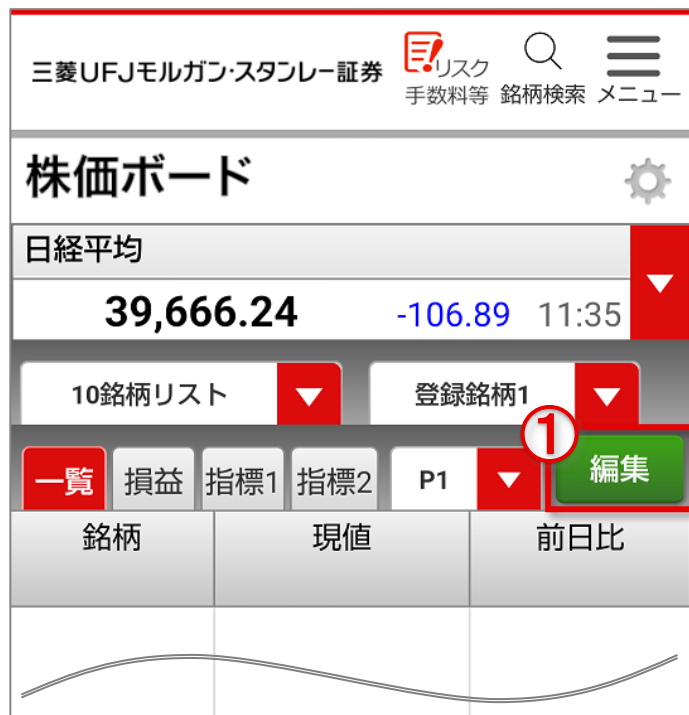 三菱UFJモルガン・スタンレー証券
リスク
手数料等
銘柄検索
メニュー
株価ボード
日経平均
39,666.24 -106.89 11:35
10銘柄リスト 登録銘柄1
①
一覧 損益 指標1 指標2 P1 編集
銘柄 現値 前日比